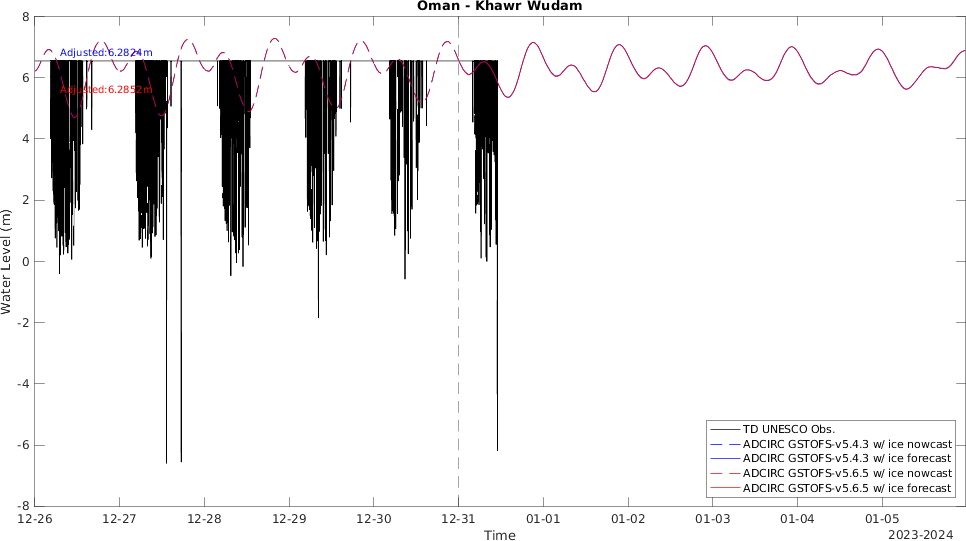 Oman - Khawr Wudam
Adjusted:6.2824m
Adjusted:6.2852m
Water Level (m)
8
6
4
2
0
-2
-4
-6
-8
TD UNESCO Obs.
ADCIRC GSTOFS-v5.4.3 w/ ice nowcast
ADCIRC GSTOFS-v5.4.3 w/ ice forecast
ADCIRC GSTOFS-v5.6.5 w/ ice nowcast
ADCIRC GSTOFS-v5.6.5 w/ ice forecast
12-26 12-27 12-28 12-29 12-30 12-31 01-01 01-02 01-03 01-04 01-05
Time
2023-2024